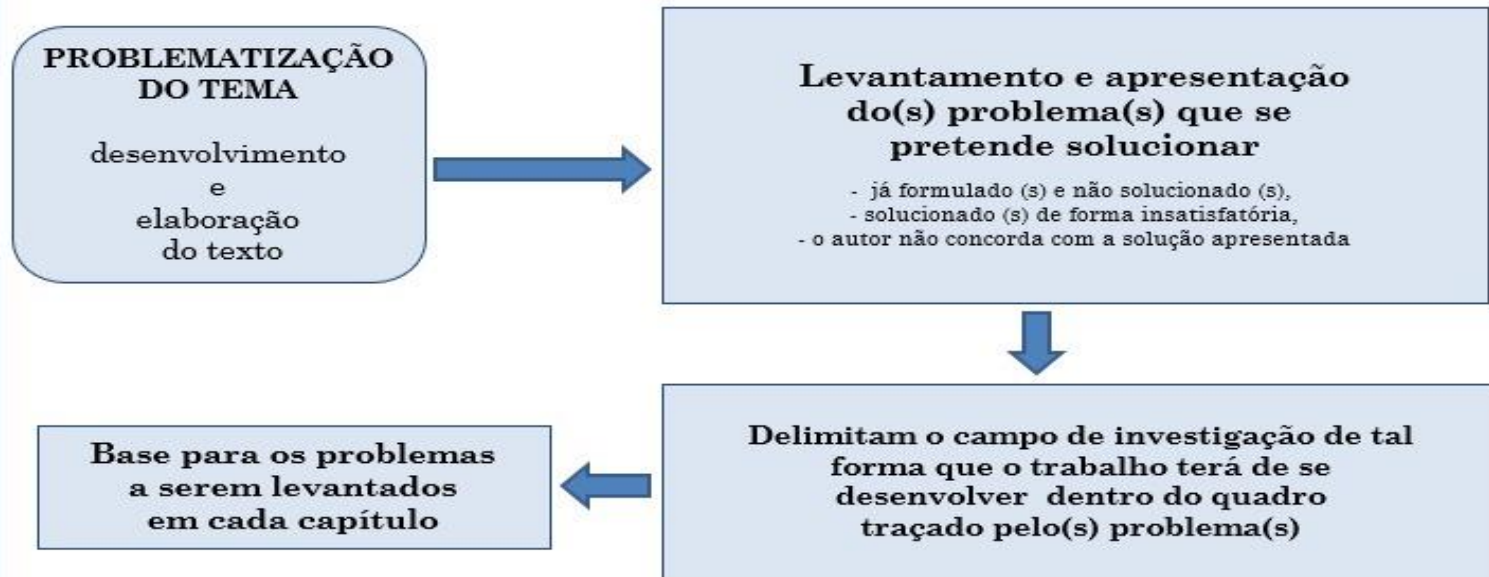 PROBLEMATIZAÇÃO
DO TEMA
desenvolvimento
e
elaboração
do texto
Levantamento e apresentação
do(s) problema(s) que se
pretende solucionar
- já formulado (s) e não solucionado (s),
- solucionado (s) de forma insatisfatória,
- o autor não concorda com a solução apresentada
Delimitam o campo de investigação de tal
forma que o trabalho terá de se
desenvolver dentro do quadro
traçado pelo(s) problema(s)
Base para os problemas
a serem levantados
em cada capítulo